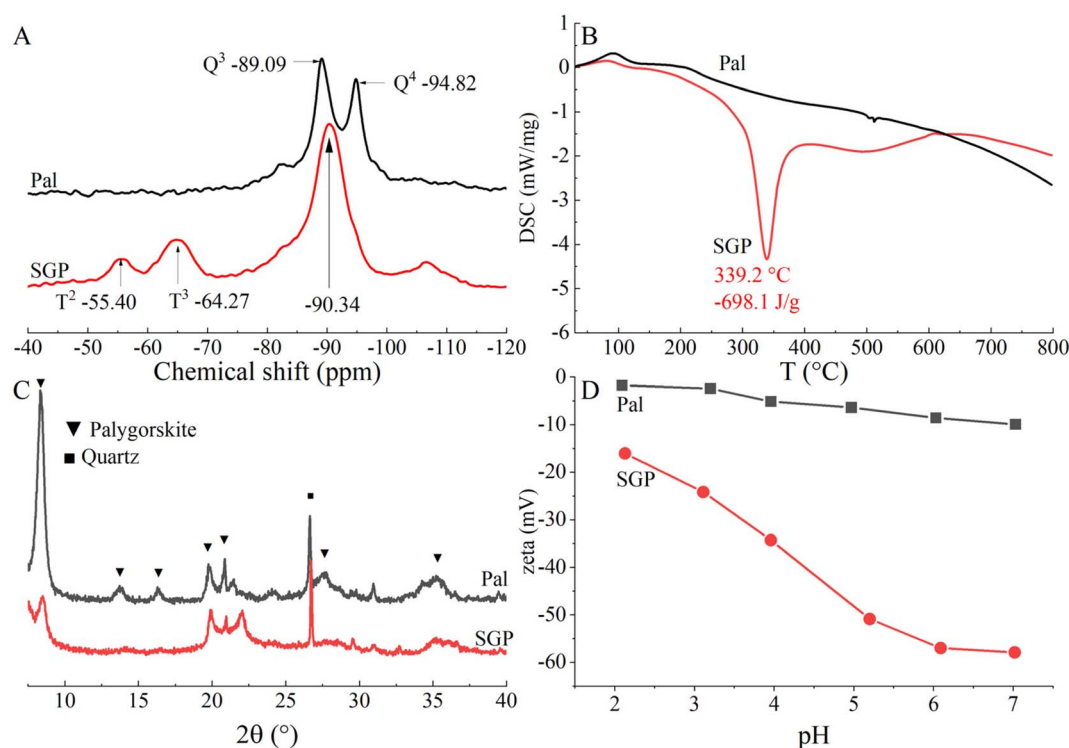 A
Q³ -89.09
Q⁴ -94.82
Pal
SGP
T² -55.40
T³ -64.27
-90.34
-40 -45 -50 -55 -60 -65 -70 -80 -90 -100 -110 -120
Chemical shift (ppm)
B
1
0
-1
-2
-3
-4
-5
-6
DSC (mW/mg)
Pal
SGP
339.2 °C
-698.1 J/g
100 200 300 400 500 600 700 800
T (°C)
C
▼ Palygorskite
■ Quartz
Pal
SGP
10 15 20 25 30 35 40
2θ (°)
D
0
-10
-20
-30
-40
-50
-60
zeta (mV)
Pal
SGP
2 3 4 5 6 7
pH